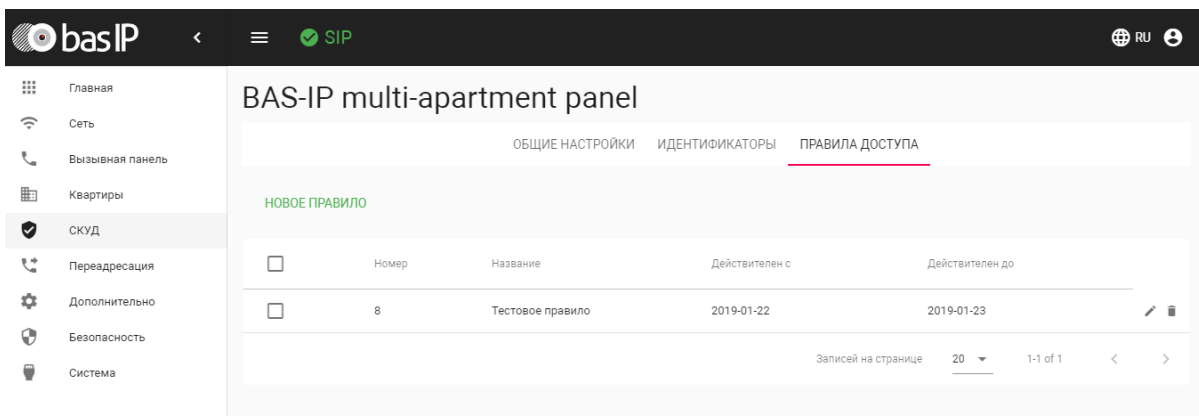 bas IP
SIP
RU
Главная
Сеть
Вызывная панель
Квартиры
СКУД
Переадресация
Дополнительно
Безопасность
Система
BAS-IP multi-apartment panel
ОБЩИЕ НАСТРОЙКИ ИДЕНТИФИКАТОРЫ ПРАВИЛА ДОСТУПА
НОВОЕ ПРАВИЛО
Номер Название Действителен с Действителен до
8 Тестовое правило 2019-01-22 2019-01-23
Записей на странице 20 1-1 of 1